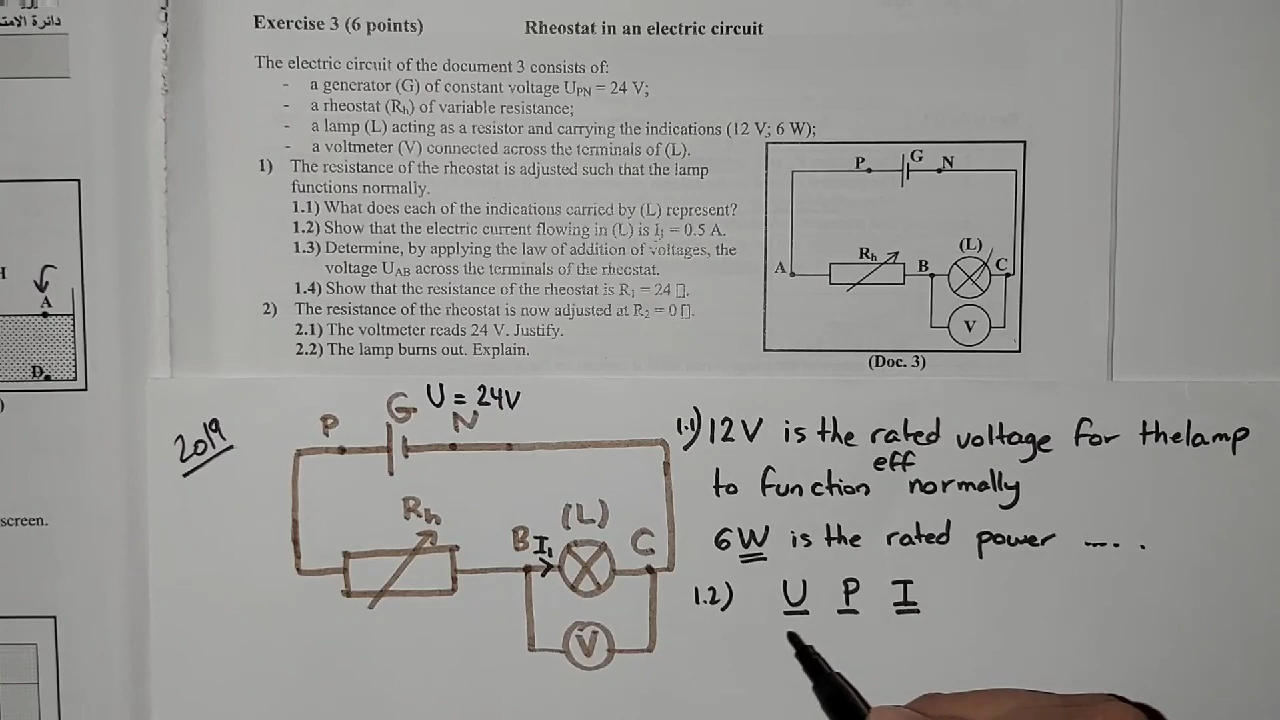 دائرة الامت
Exercise 3 (6 points)
Rheostat in an electric circuit
The electric circuit of the document 3 consists of:
- a generator (G) of constant voltage UPN = 24 V;
- a rheostat (Rh) of variable resistance;
- a lamp (L) acting as a resistor and carrying the indications (12 V; 6 W);
- a voltmeter (V) connected across the terminals of (L).
1) The resistance of the rheostat is adjusted such that the lamp
functions normally.
1.1) What does each of the indications carried by (L) represent?
1.2) Show that the electric current flowing in (L) is I1 = 0.5 A.
1.3) Determine, by applying the law of addition of voltages, the
voltage UAB across the terminals of the rheostat.
1.4) Show that the resistance of the rheostat is R1 = 24 ▯.
2) The resistance of the rheostat is now adjusted at R2 = 0 ▯.
2.1) The voltmeter reads 24 V. Justify.
2.2) The lamp burns out. Explain.
P G N
(L)
A Rh B C
V
(Doc. 3)
A
D
screen.
2019
G U = 24V
P N
Rh (L)
B I1 C
V
1.1) 12V is the rated voltage for the lamp
eff
to function normally
6W is the rated power .....
1.2) U P I